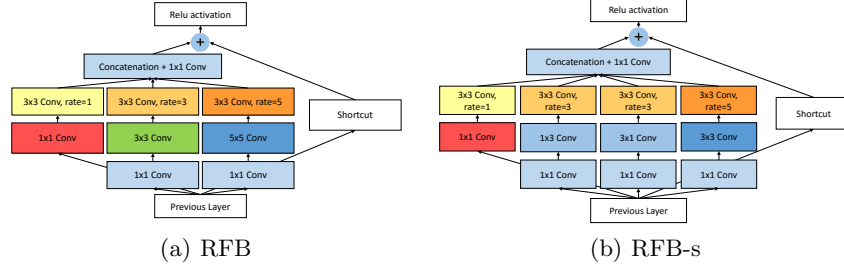 Relu activation
+
Concatenation + 1x1 Conv
3x3 Conv, rate=1
3x3 Conv, rate=3
3x3 Conv, rate=5
Shortcut
1x1 Conv
3x3 Conv
5x5 Conv
1x1 Conv
1x1 Conv
Previous Layer
(a) RFB
Relu activation
+
Concatenation + 1x1 Conv
3x3 Conv,
rate=1
3x3 Conv,
rate=3
3x3 Conv,
rate=3
3x3 Conv,
rate=5
Shortcut
1x1 Conv
1x3 Conv
3x1 Conv
3x3 Conv
1x1 Conv
1x1 Conv
1x1 Conv
Previous Layer
(b) RFB-s